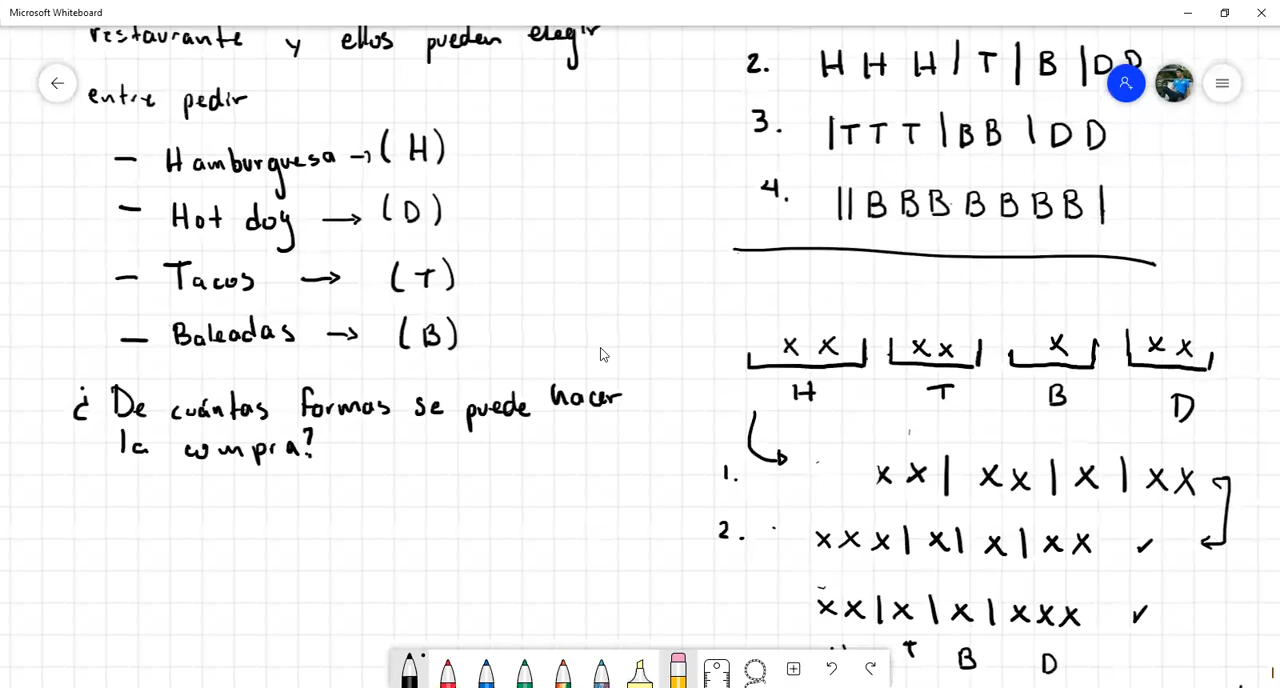 Microsoft Whiteboard
restaurante y ellos pueden elegir
entre pedir
- Hamburguesa → (H)
- Hot dog → (D)
- Tacos → (T)
- Baleadas → (B)
¿ De cuántas formas se puede hacer
la compra?
2. H H H | T | B | D D
3. | T T T | B B | D D
4. || B B B B B B B |
x x x x x x x
H T B D
1. x x | x x | x | x x
2. x x x | x | x | x x ✓
x x | x | x | x x x ✓
T B D